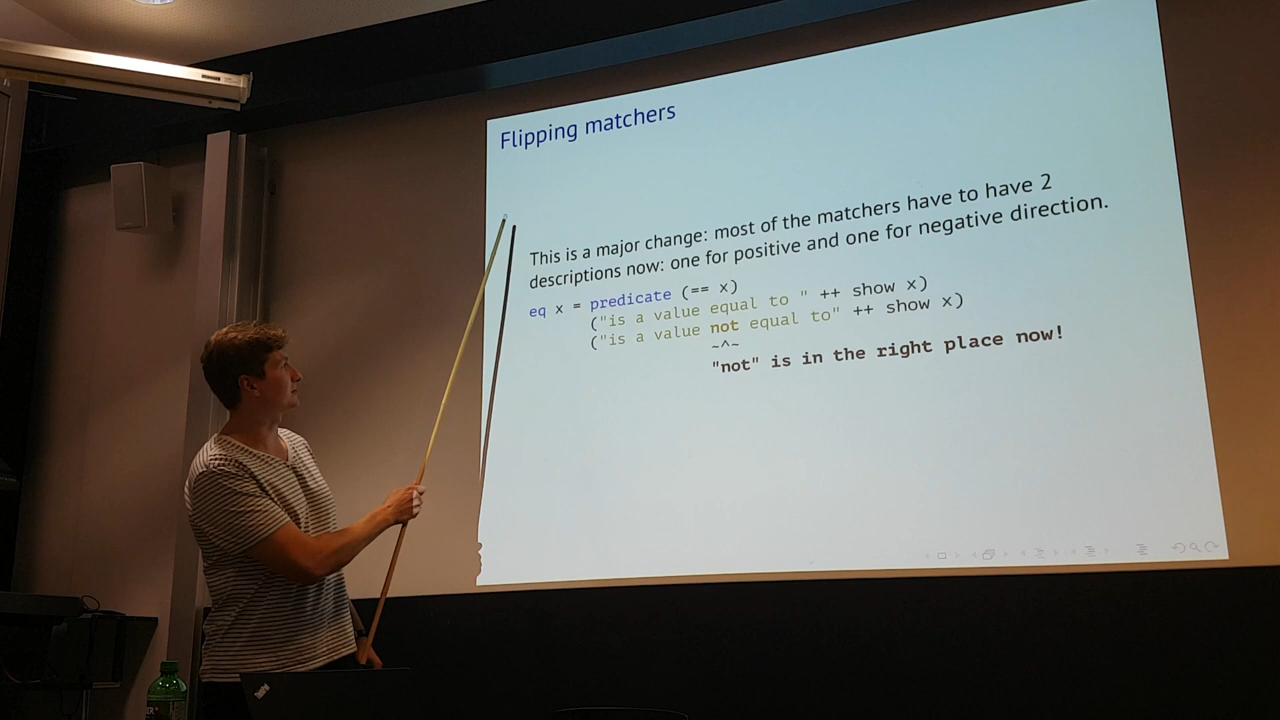 Flipping matchers
This is a major change: most of the matchers have to have 2
descriptions now: one for positive and one for negative direction.
eq x = predicate (== x)
("is a value equal to " ++ show x)
("is a value not equal to" ++ show x)
~^~
"not" is in the right place now!